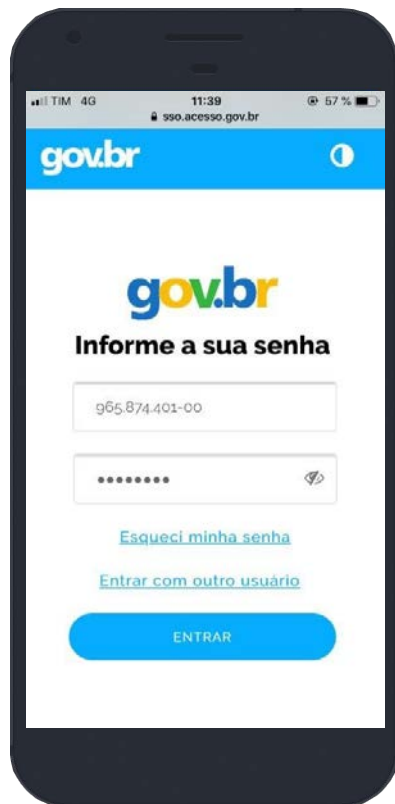 TIM 4G 11:39 57 %
sso.acesso.gov.br
gov.br
gov.br
Informe a sua senha
965.874.401-00
••••••••
Esqueci minha senha
Entrar com outro usuário
ENTRAR